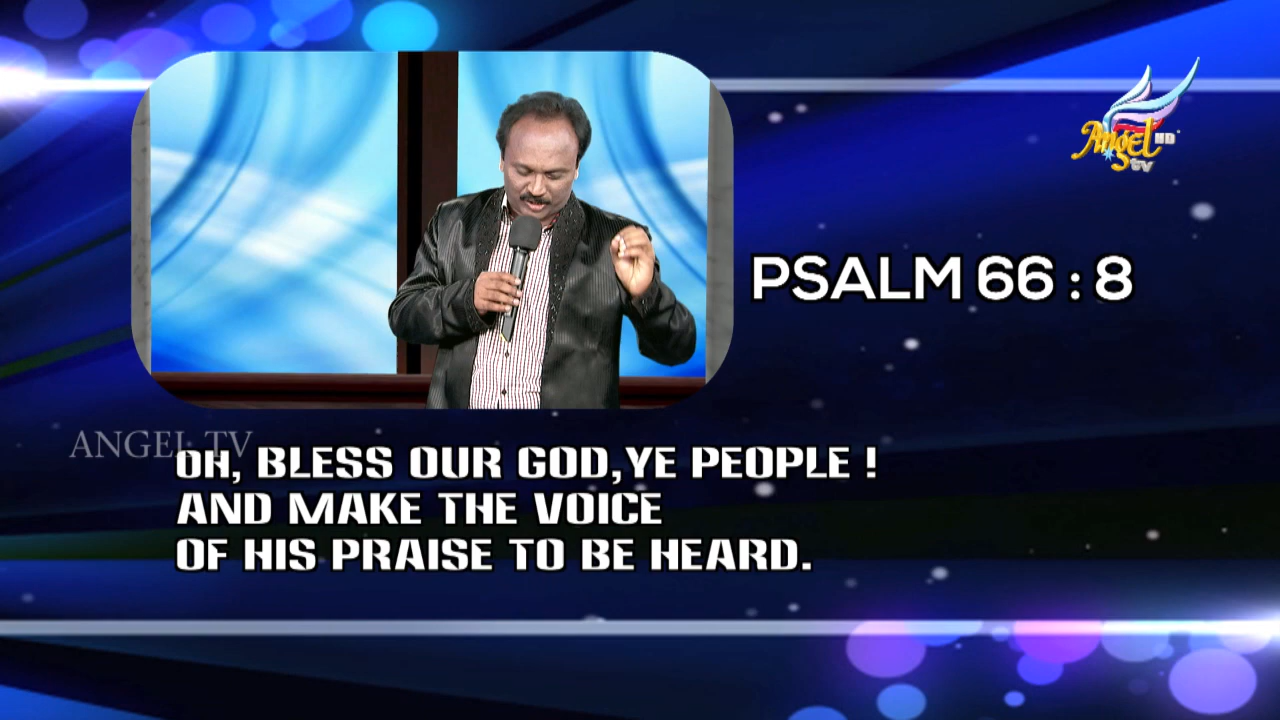 Angel HD
tv
PSALM 66 : 8
ANGEL TV
OH, BLESS OUR GOD,YE PEOPLE !
AND MAKE THE VOICE
OF HIS PRAISE TO BE HEARD.